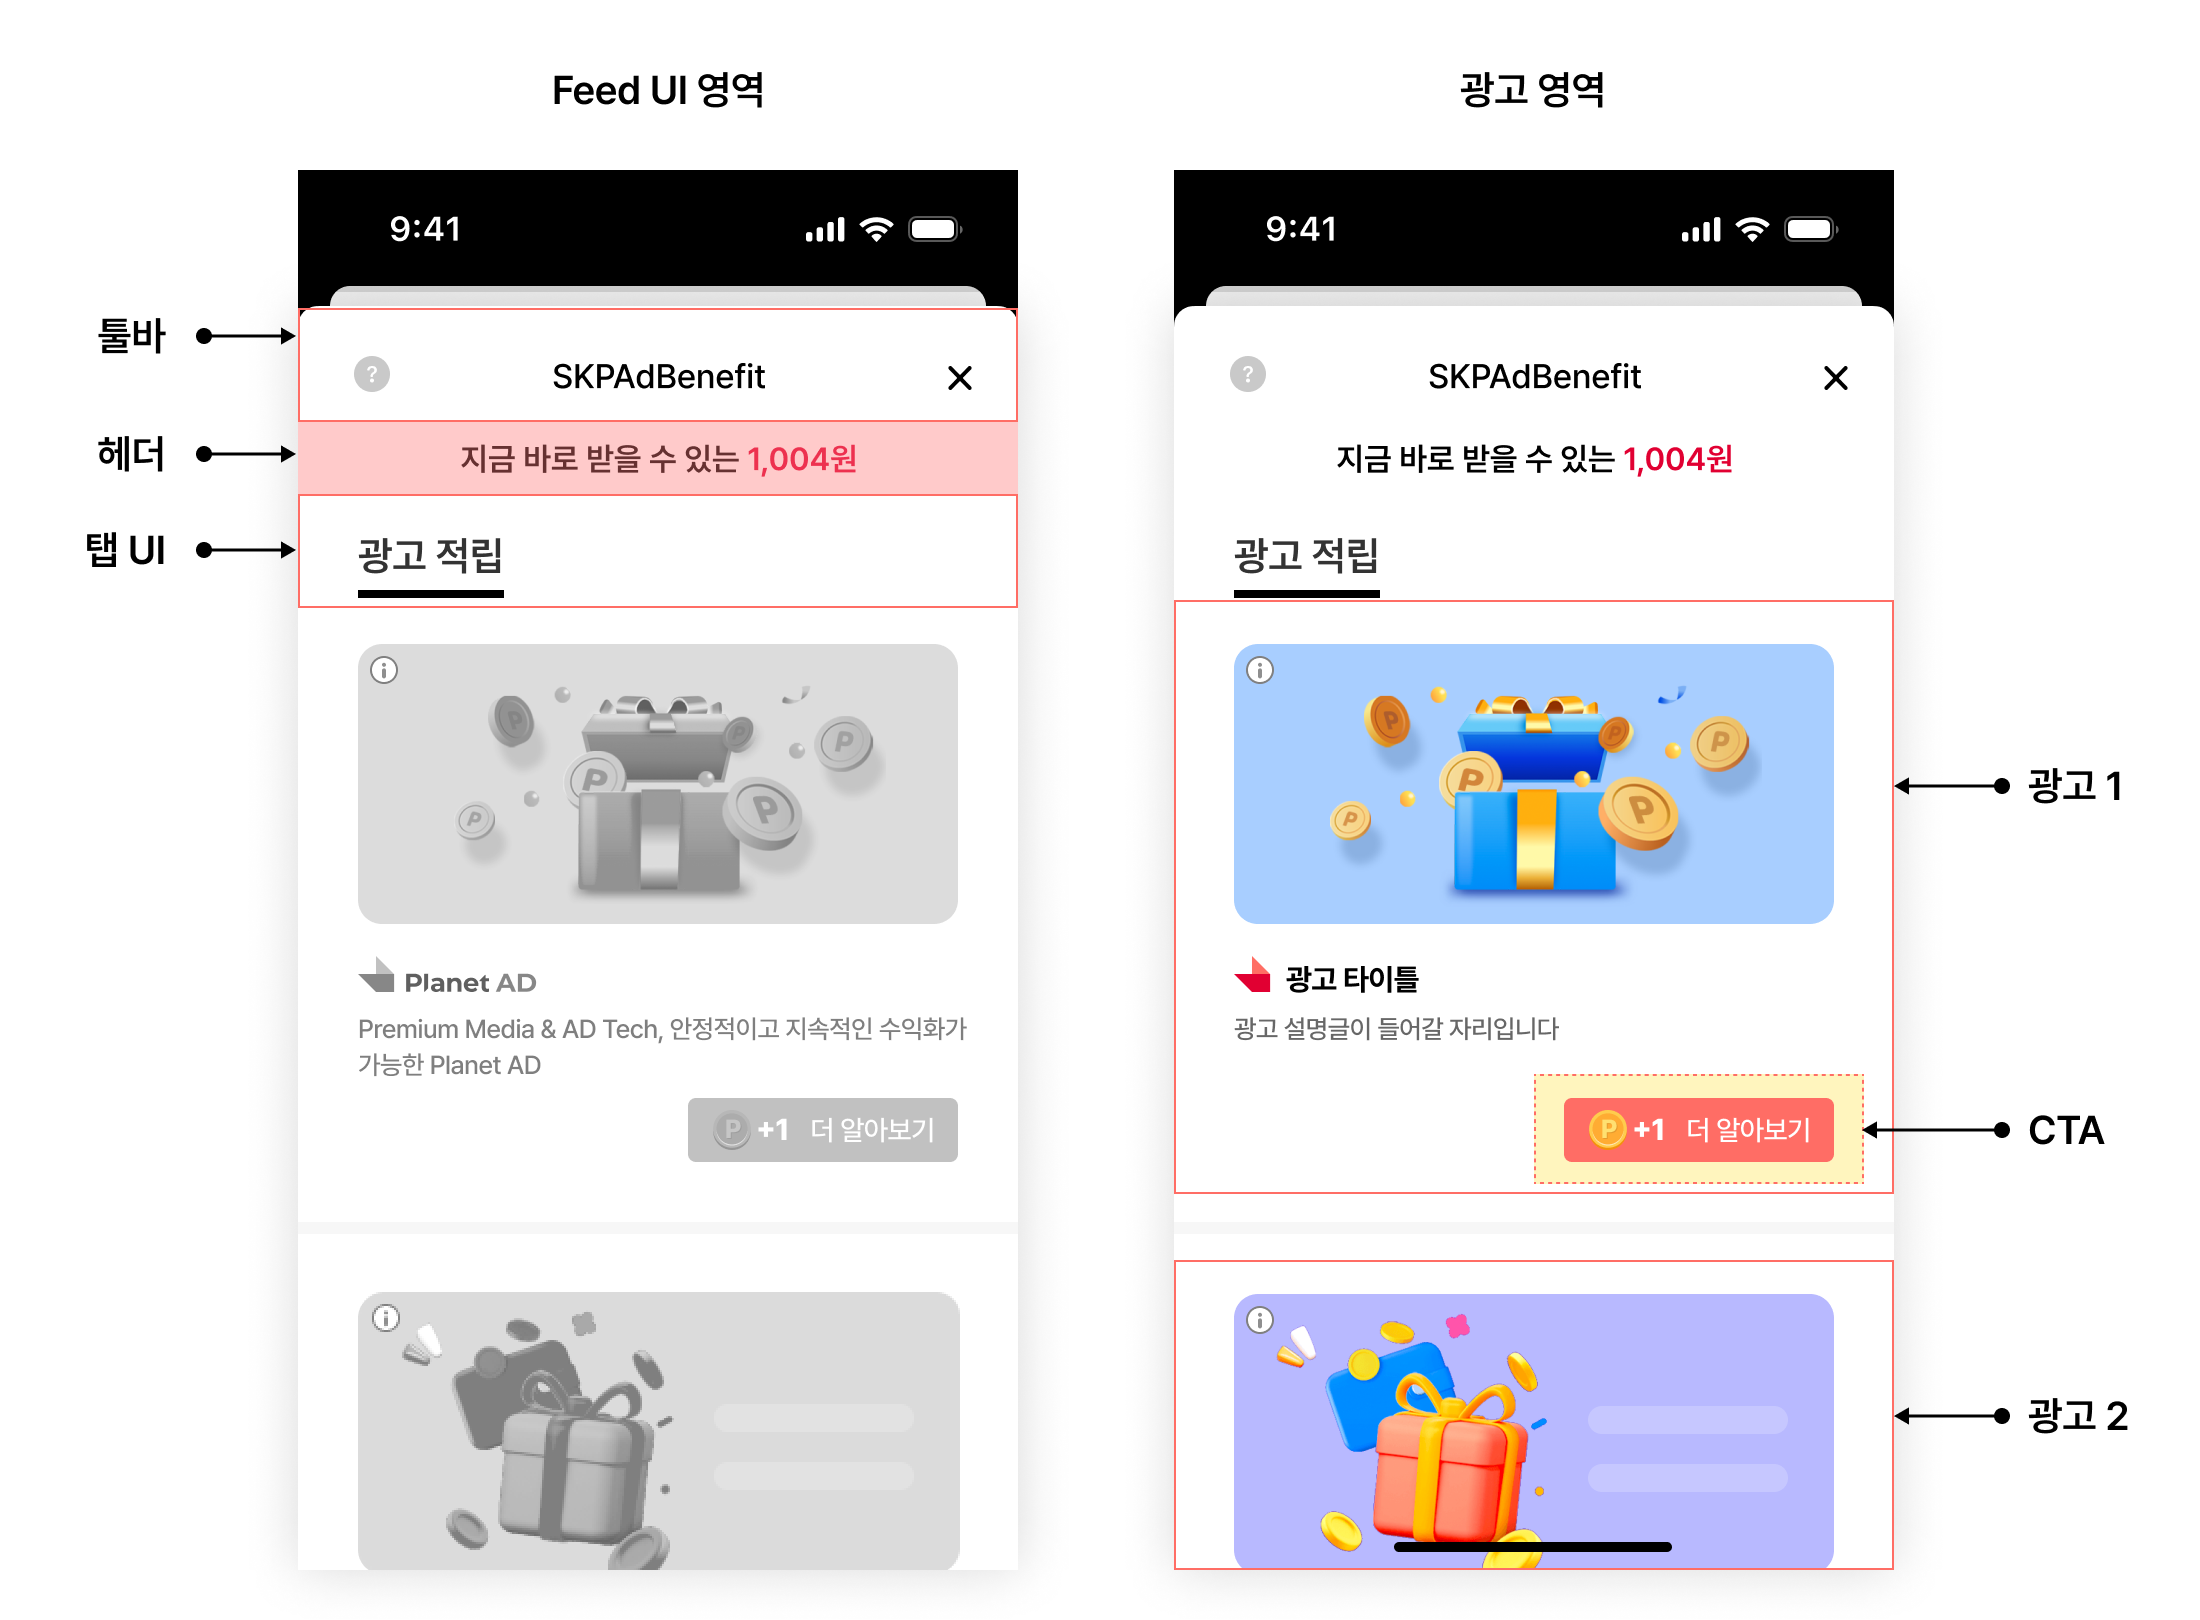 Feed UI 영역
9:41
툴바
?
SKPAdBenefit
헤더
지금 바로 받을 수 있는 1,004원
탭 UI
광고 적립
P
P
P
P
P
P
Planet AD
Premium Media & AD Tech, 안정적이고 지속적인 수익화가
가능한 Planet AD
P +1 더 알아보기
광고 영역
9:41
?
SKPAdBenefit
지금 바로 받을 수 있는 1,004원
광고 적립
P
P
P
P
P
P
광고 1
광고 타이틀
광고 설명글이 들어갈 자리입니다
P +1 더 알아보기
CTA
광고 2